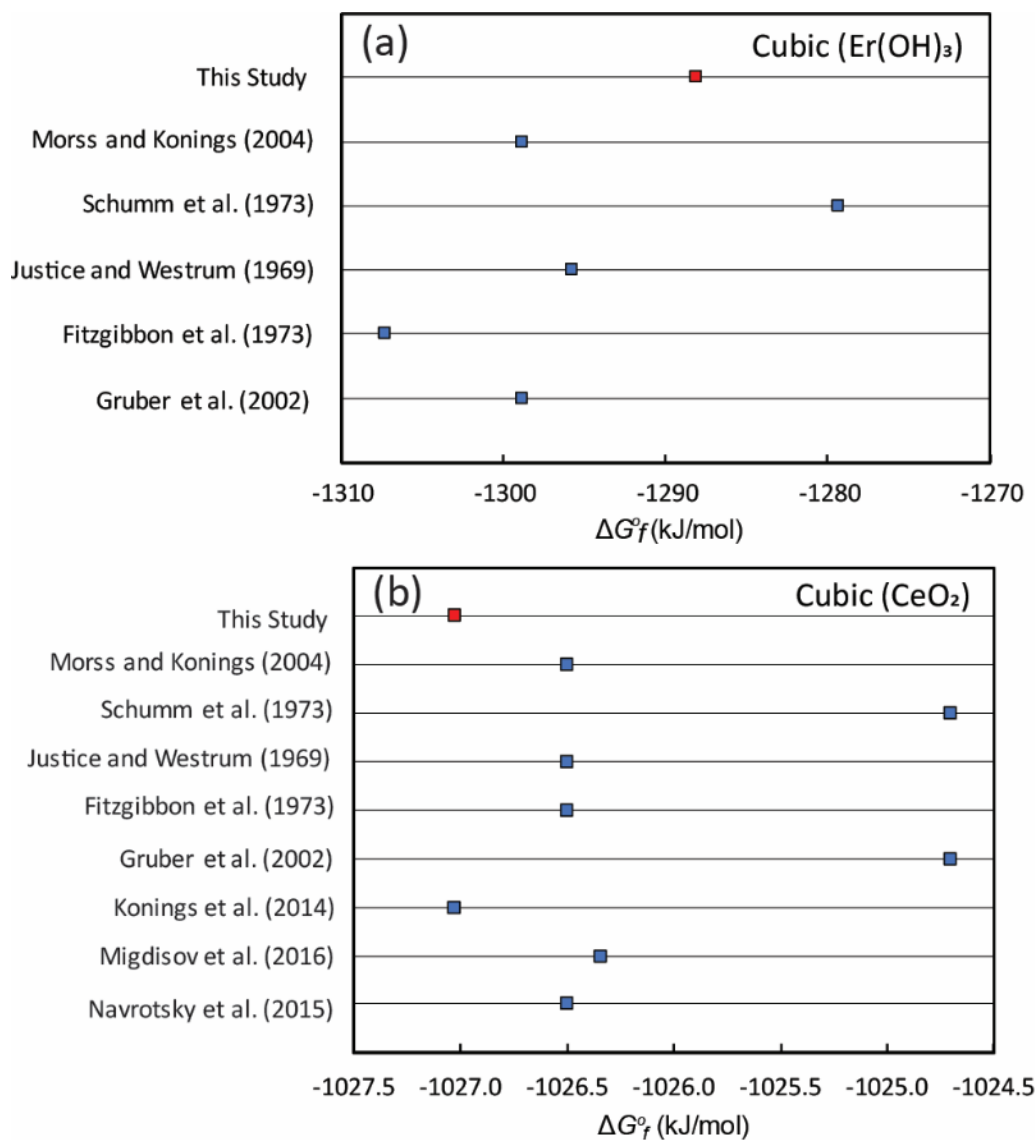 (a)
Cubic (Er(OH)₃)
This Study
Morss and Konings (2004)
Schumm et al. (1973)
Justice and Westrum (1969)
Fitzgibbon et al. (1973)
Gruber et al. (2002)
-1310 -1300 -1290 -1280 -1270
ΔG°f (kJ/mol)
(b)
Cubic (CeO₂)
This Study
Morss and Konings (2004)
Schumm et al. (1973)
Justice and Westrum (1969)
Fitzgibbon et al. (1973)
Gruber et al. (2002)
Konings et al. (2014)
Migdisov et al. (2016)
Navrotsky et al. (2015)
-1027.5 -1027.0 -1026.5 -1026.0 -1025.5 -1025.0 -1024.5
ΔG°f (kJ/mol)